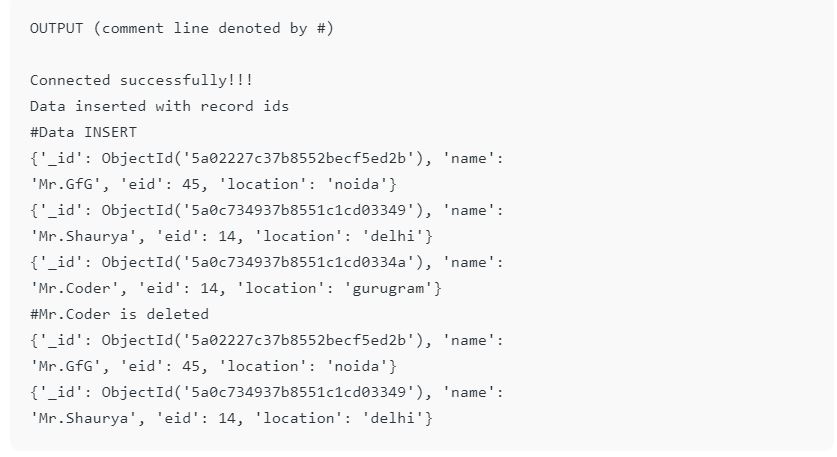 OUTPUT (comment line denoted by #)
Connected successfully!!!
Data inserted with record ids
#Data INSERT
{'_id': ObjectId('5a02227c37b8552becf5ed2b'), 'name':
'Mr.GfG', 'eid': 45, 'location': 'noida'}
{'_id': ObjectId('5a0c734937b8551c1cd03349'), 'name':
'Mr.Shaurya', 'eid': 14, 'location': 'delhi'}
{'_id': ObjectId('5a0c734937b8551c1cd0334a'), 'name':
'Mr.Coder', 'eid': 14, 'location': 'gurugram'}
#Mr.Coder is deleted
{'_id': ObjectId('5a02227c37b8552becf5ed2b'), 'name':
'Mr.GfG', 'eid': 45, 'location': 'noida'}
{'_id': ObjectId('5a0c734937b8551c1cd03349'), 'name':
'Mr.Shaurya', 'eid': 14, 'location': 'delhi'}